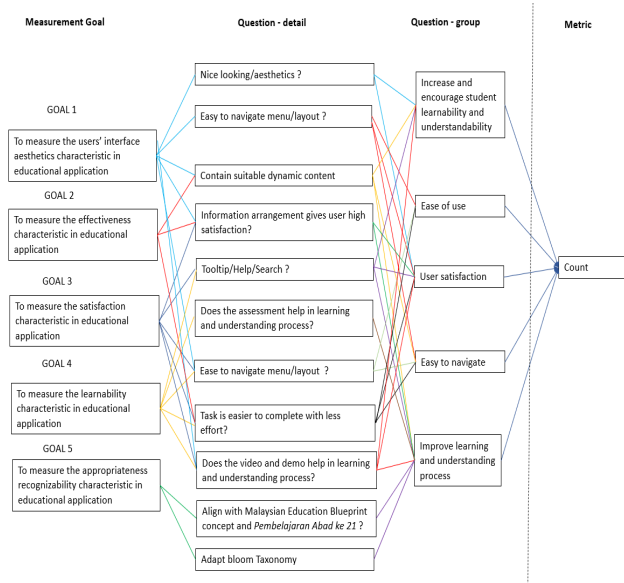 Measurement Goal
Question - detail
Question - group
Metric
GOAL 1
To measure the users' interface
aesthetics characteristic in
educational application
GOAL 2
To measure the effectiveness
characteristic in educational
application
GOAL 3
To measure the satisfaction
characteristic in educational
application
GOAL 4
To measure the learnability
characteristic in educational
application
GOAL 5
To measure the appropriateness
recognizability characteristic in
educational application
Nice looking/aesthetics ?
Easy to navigate menu/layout ?
Contain suitable dynamic content
Information arrangement gives user high
satisfaction?
Tooltip/Help/Search ?
Does the assessment help in learning
and understanding process?
Ease to navigate menu/layout ?
Task is easier to complete with less
effort?
Does the video and demo help in learning
and understanding process?
Align with Malaysian Education Blueprint
concept and Pembelajaran Abad ke 21 ?
Adapt bloom Taxonomy
Increase and
encourage student
learnability and
understandability
Ease of use
User satisfaction
Easy to navigate
Improve learning
and understanding
process
Count